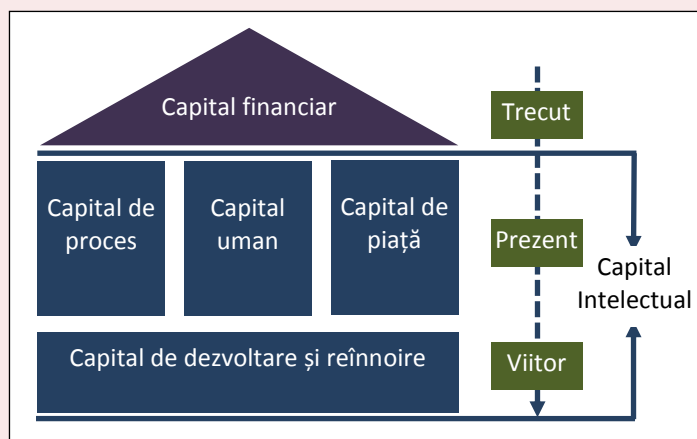 Capital financiar
Trecut
Capital de
proces
Capital
uman
Capital de
piață
Prezent
Capital
Intelectual
Capital de dezvoltare și reînnoire
Viitor